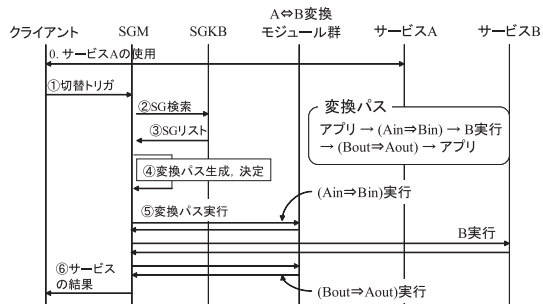 A⇔B変換
クライアント SGM SGKB モジュール群 サービスA サービスB
0. サービスAの使用
①切替トリガ
②SG検索
③SGリスト
変換パス
アプリ → (Ain⇒Bin) → B実行
→ (Bout⇒Aout) → アプリ
④変換パス生成, 決定
(Ain⇒Bin)実行
⑤変換パス実行
B実行
⑥サービス
の結果
(Bout⇒Aout)実行